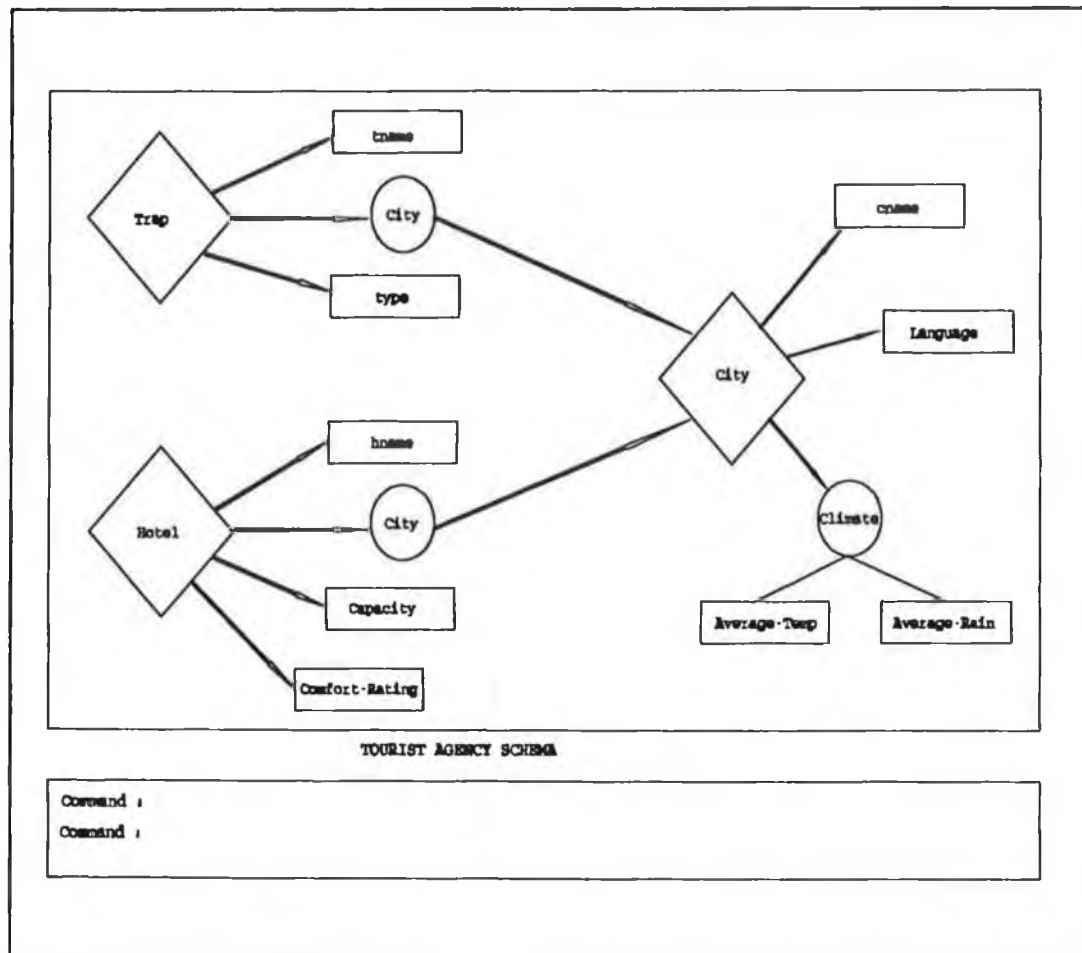 tname
Trap
City
type
cname
Language
City
Climate
Average-Temp
Average-Rain
hname
Hotel
City
Capacity
Comfort-Rating
TOURIST AGENCY SCHEMA
Command :
Command :